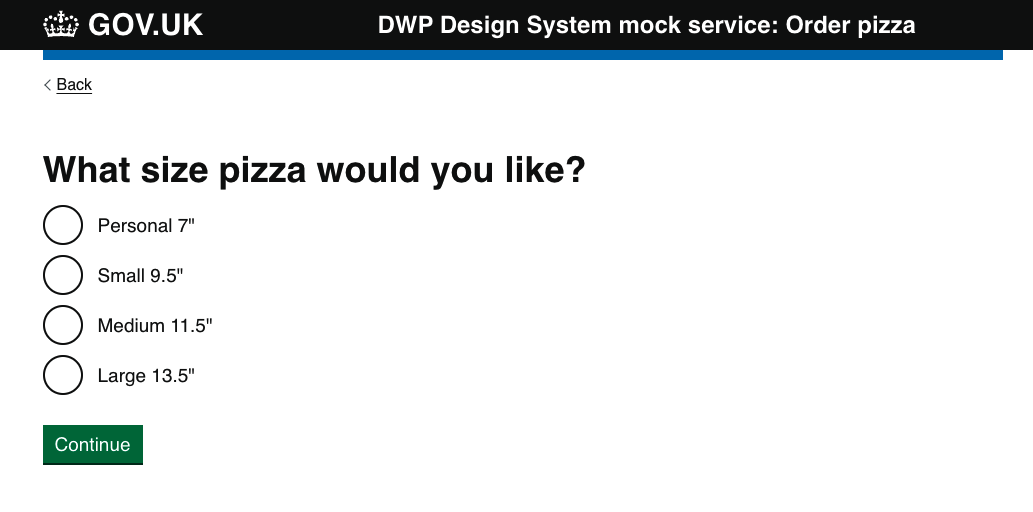 GOV.UK DWP Design System mock service: Order pizza
Back
What size pizza would you like?
Personal 7"
Small 9.5"
Medium 11.5"
Large 13.5"
Continue